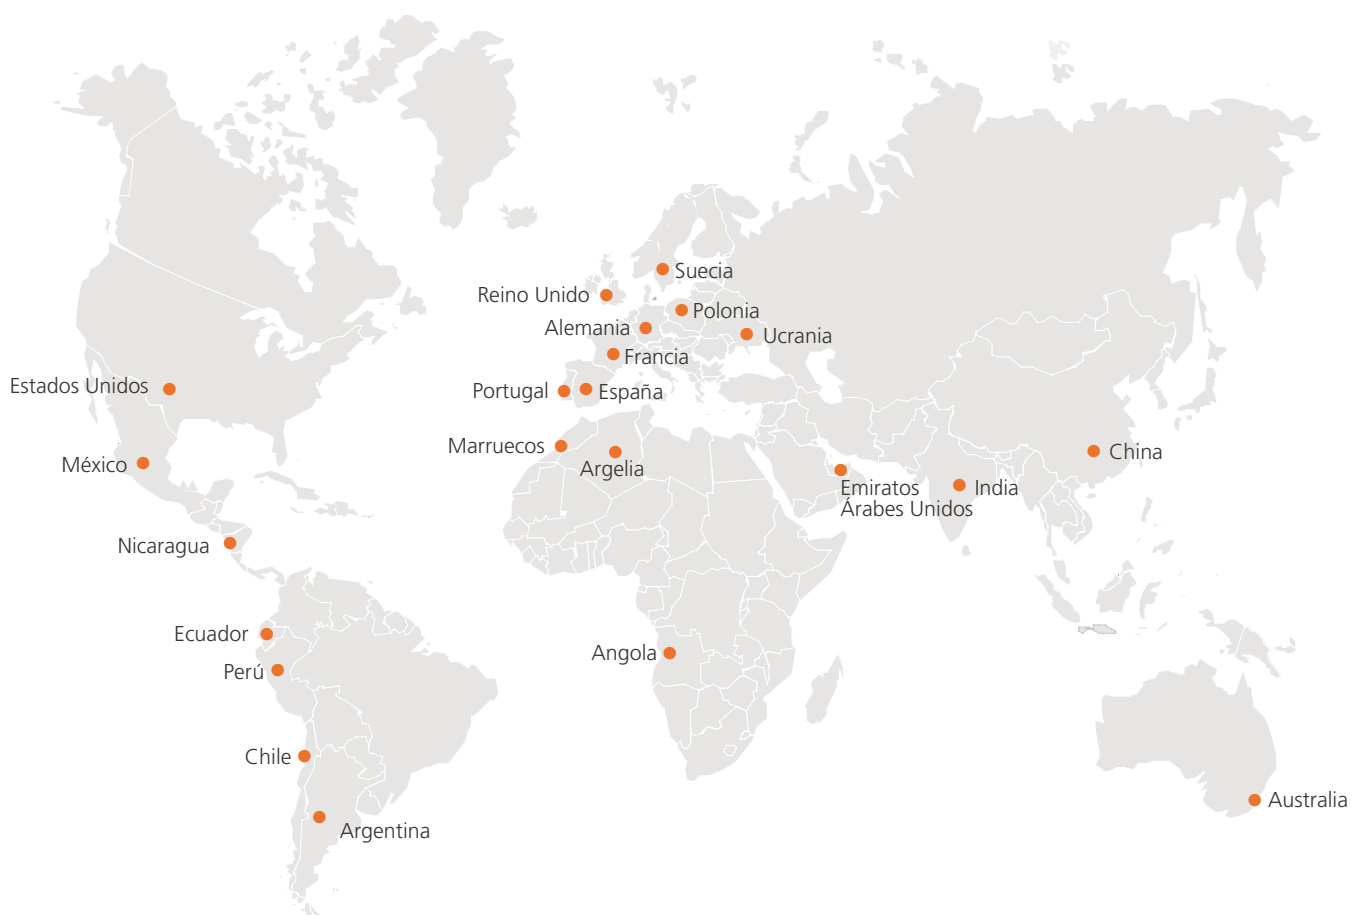 Suecia
Reino Unido
Polonia
Alemania
Ucrania
Francia
Estados Unidos
Portugal
España
Marruecos
China
México
Argelia
Emiratos
Árabes Unidos
India
Nicaragua
Ecuador
Angola
Perú
Chile
Australia
Argentina